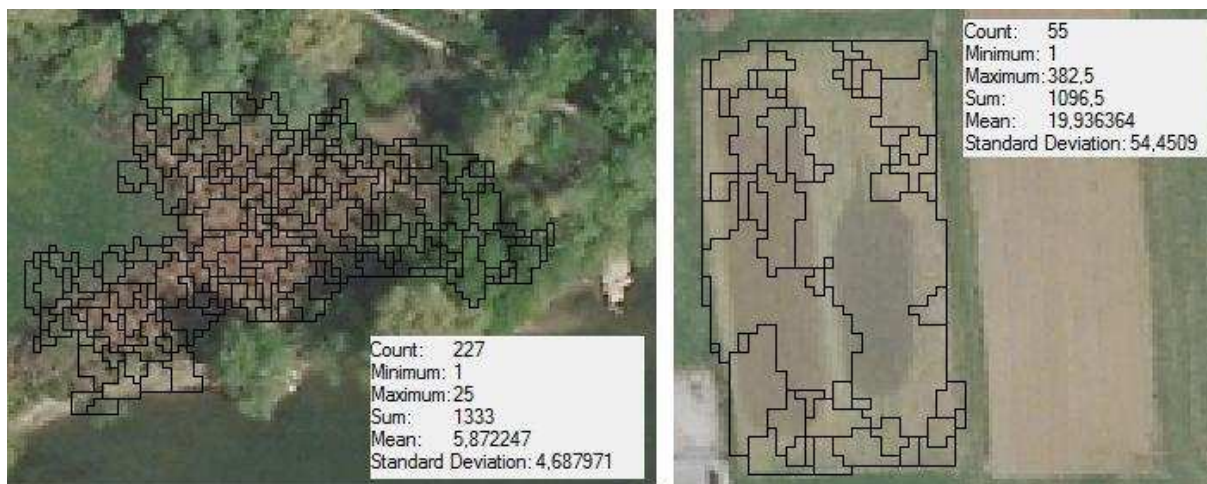 Count: 227
Minimum: 1
Maximum: 25
Sum: 1333
Mean: 5,872247
Standard Deviation: 4,687971
Count: 55
Minimum: 1
Maximum: 382,5
Sum: 1096,5
Mean: 19,936364
Standard Deviation: 54,4509